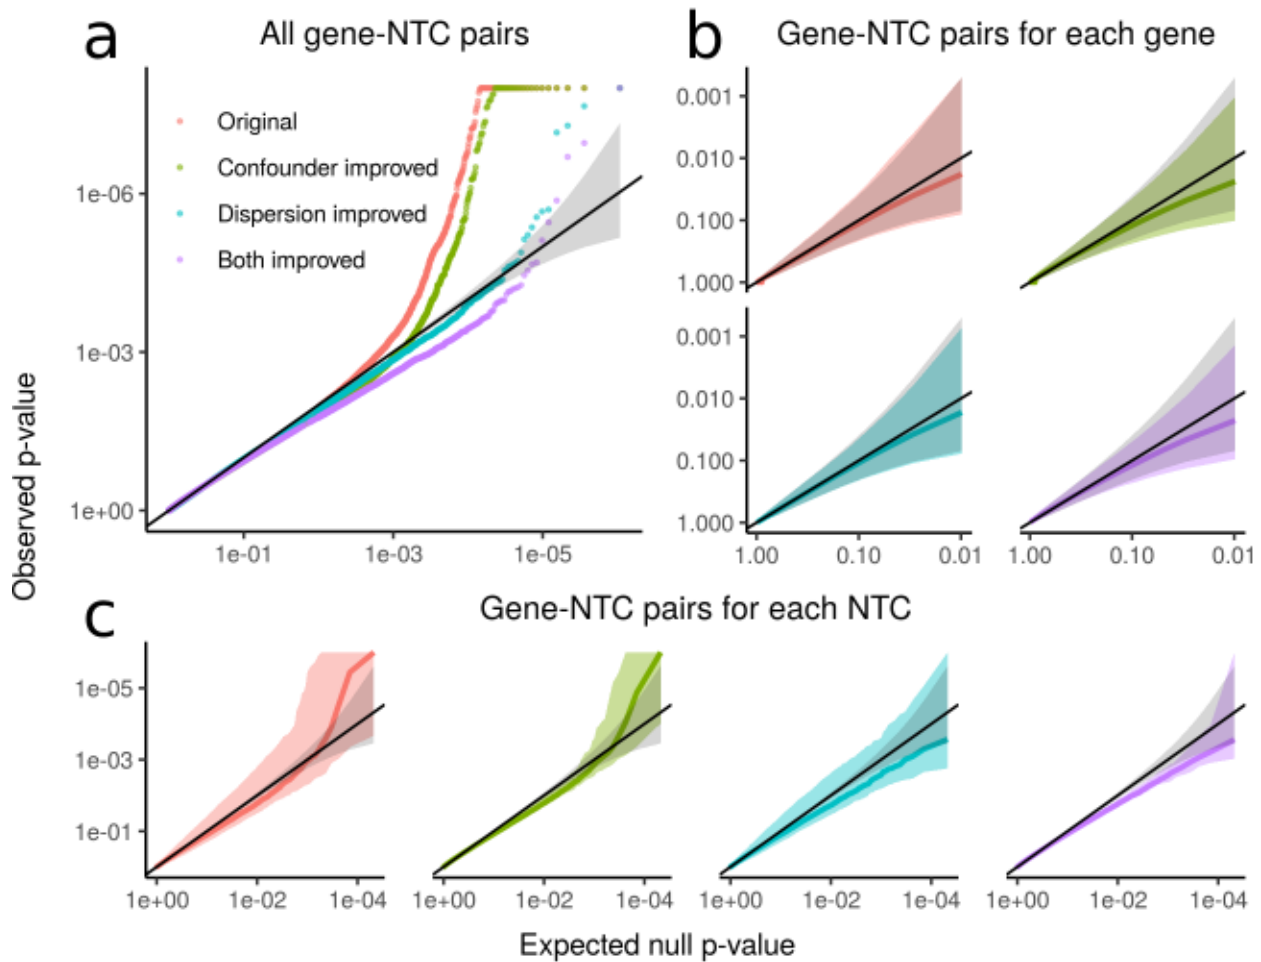 a
All gene-NTC pairs
b
Gene-NTC pairs for each gene
Original
Confounder improved
Dispersion improved
Both improved
1e-06
1e-03
1e+00
1e-01
1e-03
1e-05
0.001
0.010
0.100
1.000
0.001
0.010
0.100
1.000
1.00
0.10
0.01
1.00
0.10
0.01
Observed p-value
c
Gene-NTC pairs for each NTC
1e-05
1e-03
1e-01
1e+00
1e-02
1e-04
1e+00
1e-02
1e-04
1e+00
1e-02
1e-04
1e+00
1e-02
1e-04
Expected null p-value